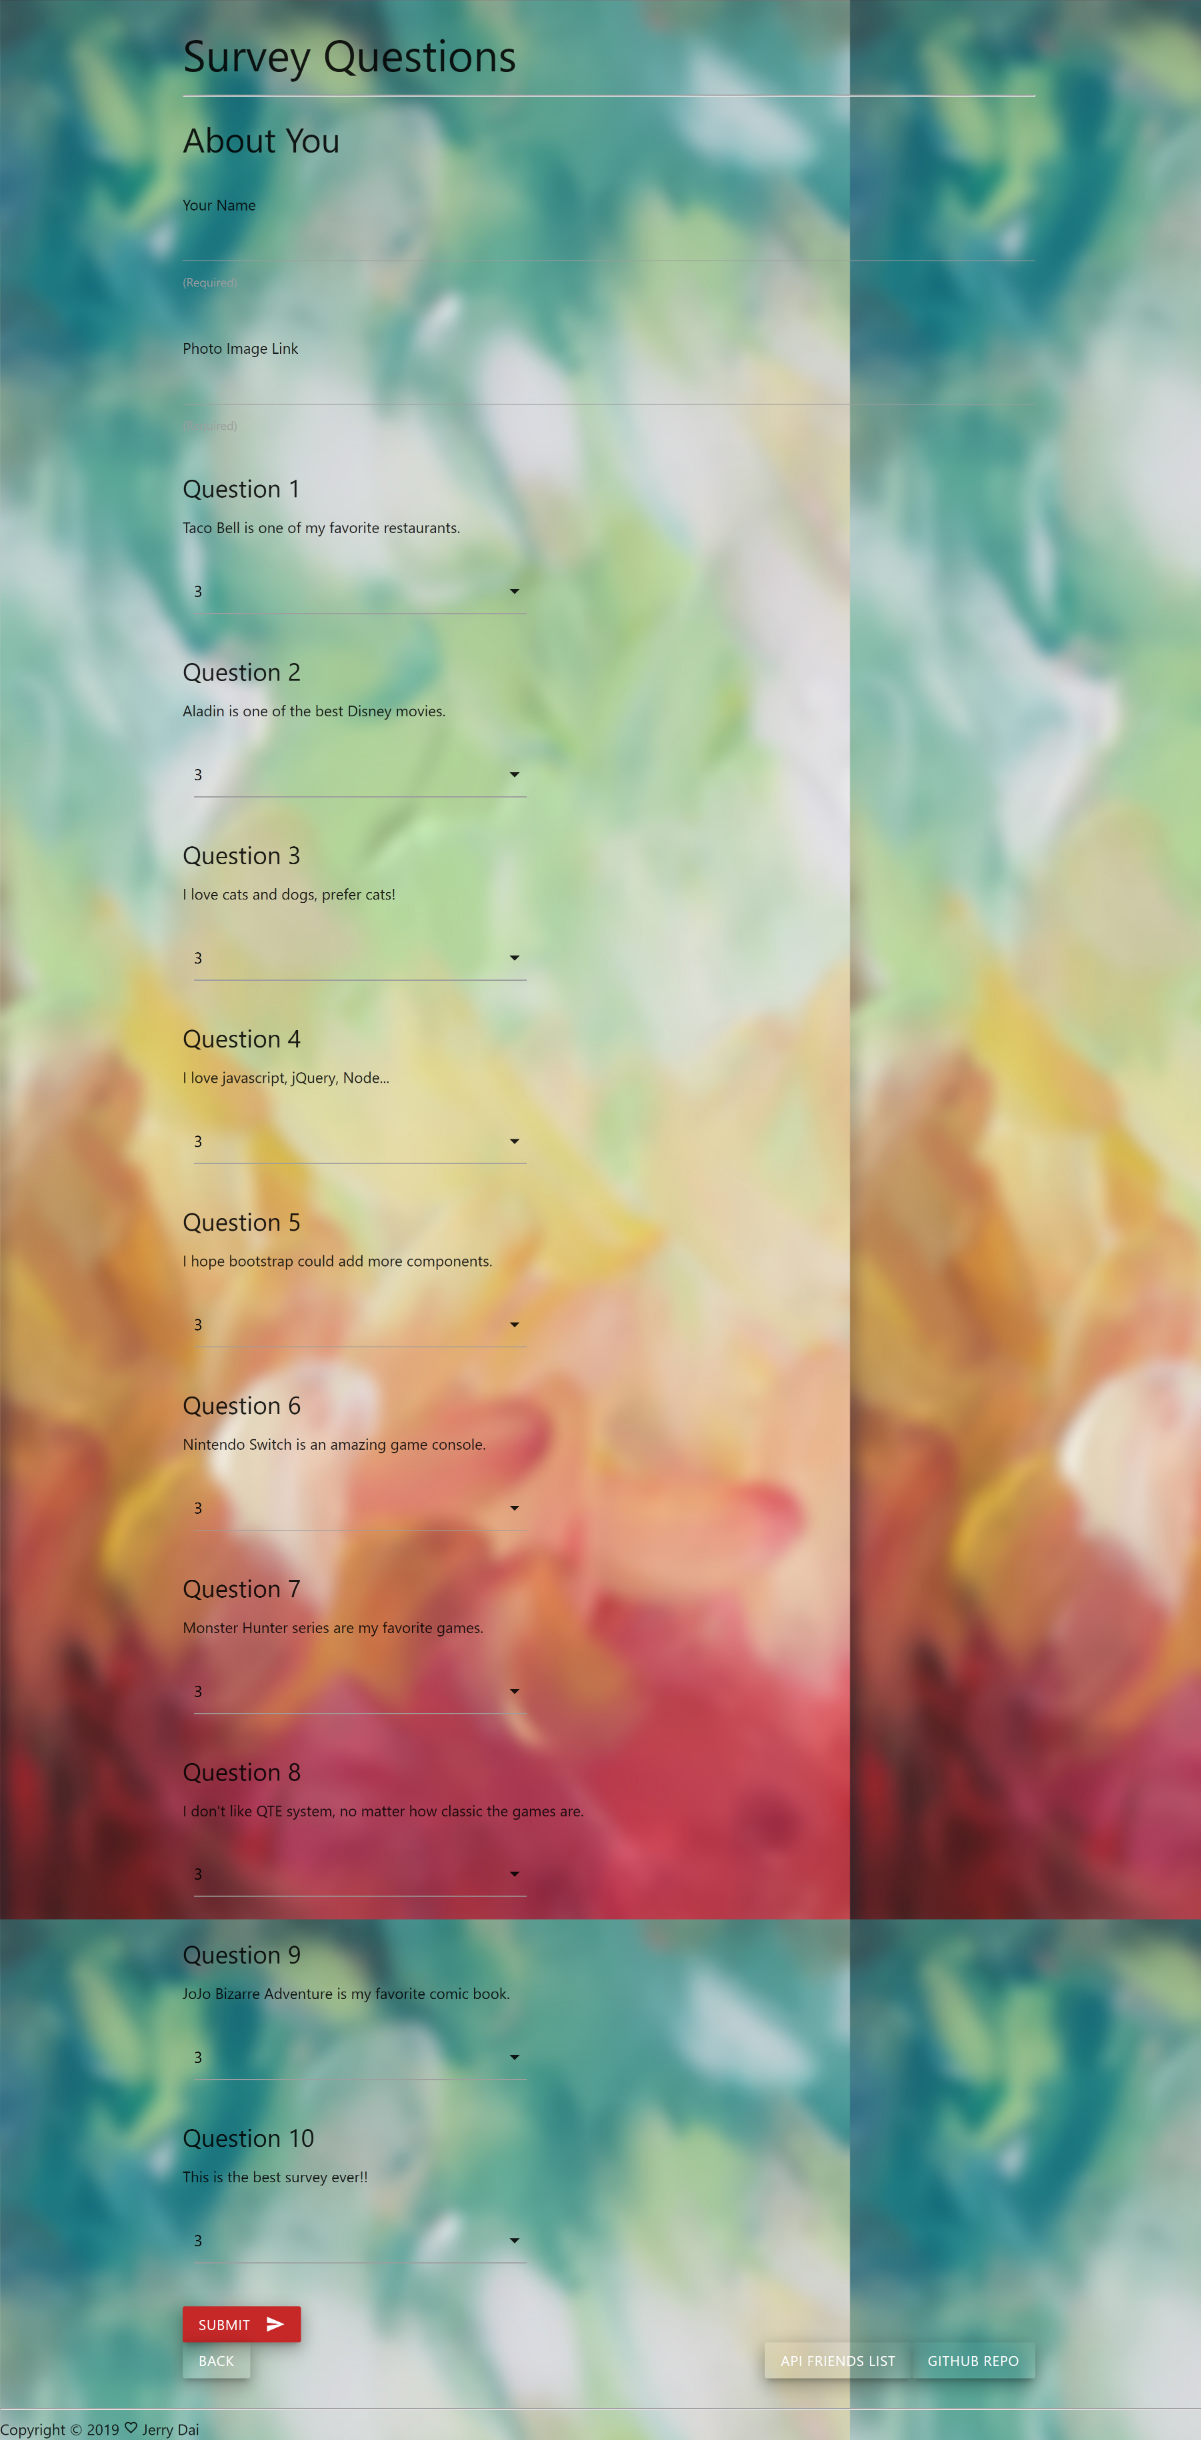 Survey Questions
About You
Your Name
(Required)
Photo Image Link
(Required)
Question 1
Taco Bell is one of my favorite restaurants.
3
Question 2
Aladin is one of the best Disney movies.
3
Question 3
I love cats and dogs, prefer cats!
3
Question 4
I love javascript, jQuery, Node...
3
Question 5
I hope bootstrap could add more components.
3
Question 6
Nintendo Switch is an amazing game console.
3
Question 7
Monster Hunter series are my favorite games.
3
Question 8
I don't like QTE system, no matter how classic the games are.
3
Question 9
JoJo Bizarre Adventure is my favorite comic book.
3
Question 10
This is the best survey ever!!
3
SUBMIT
BACK API FRIENDS LIST GITHUB REPO
Copyright © 2019 ♡ Jerry Dai